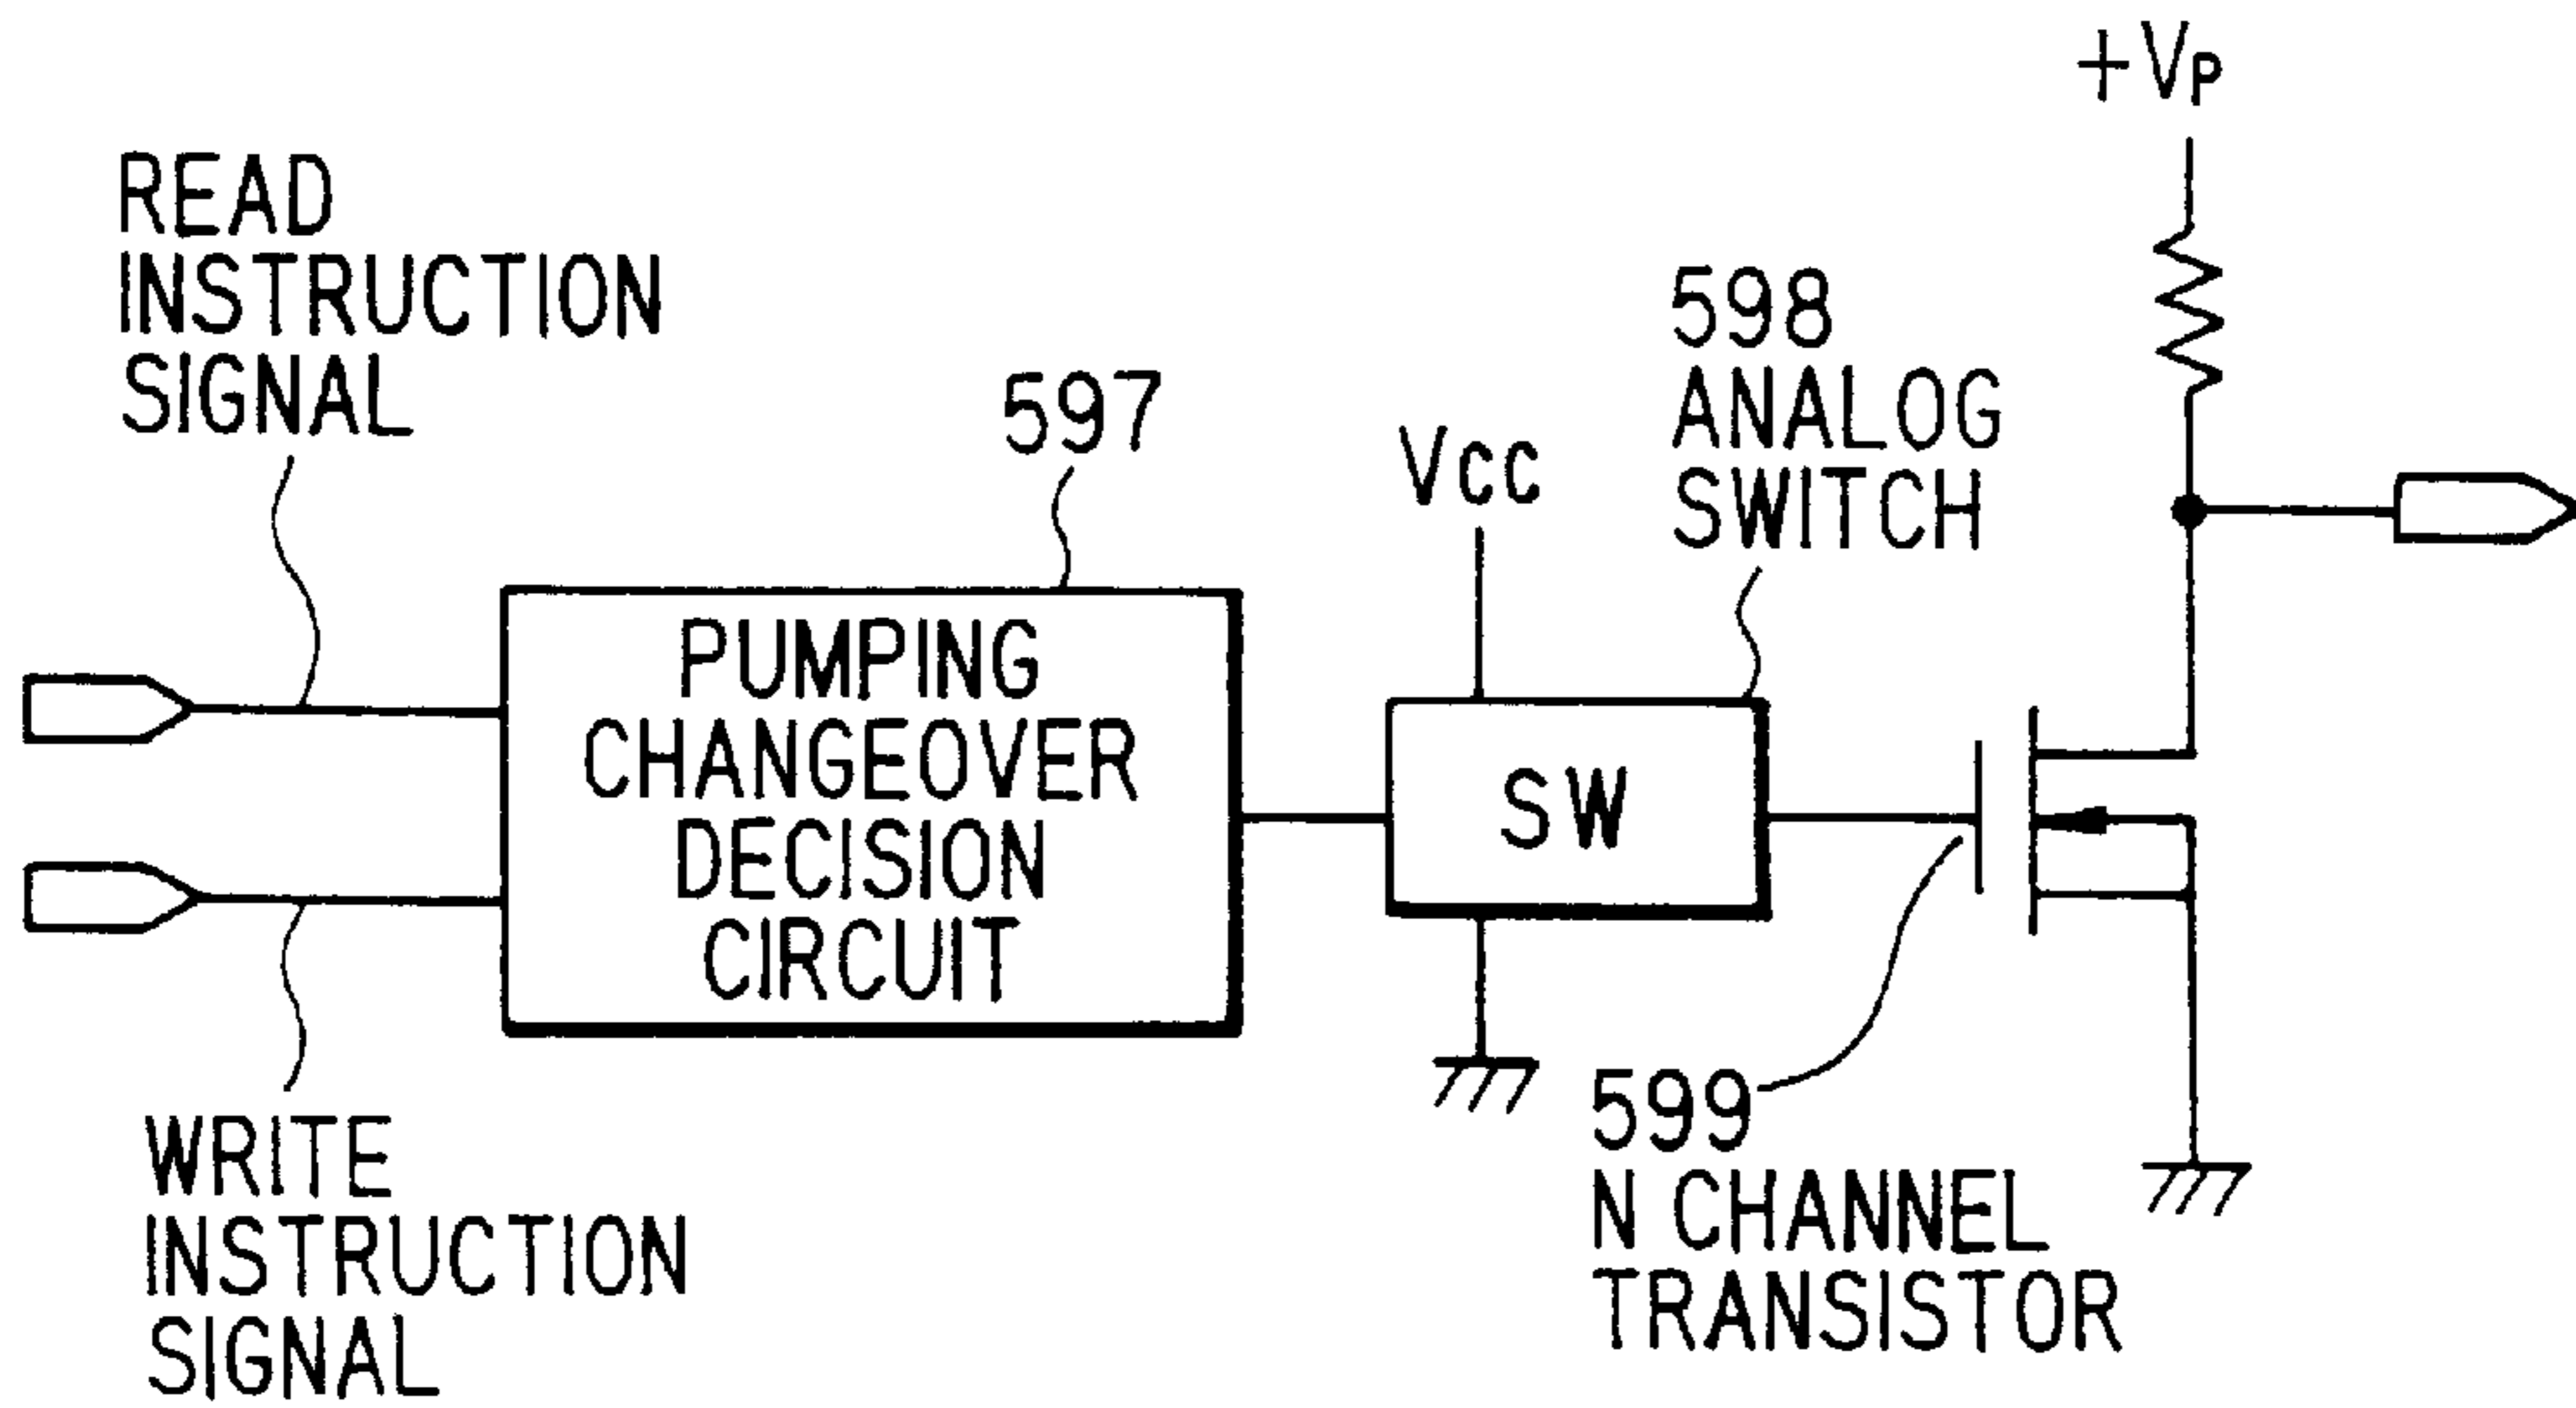 +VP
READ
INSTRUCTION
SIGNAL
597
598
ANALOG
SWITCH
VCC
PUMPING
CHANGEOVER
DECISION
CIRCUIT
SW
599
N CHANNEL
TRANSISTOR
WRITE
INSTRUCTION
SIGNAL